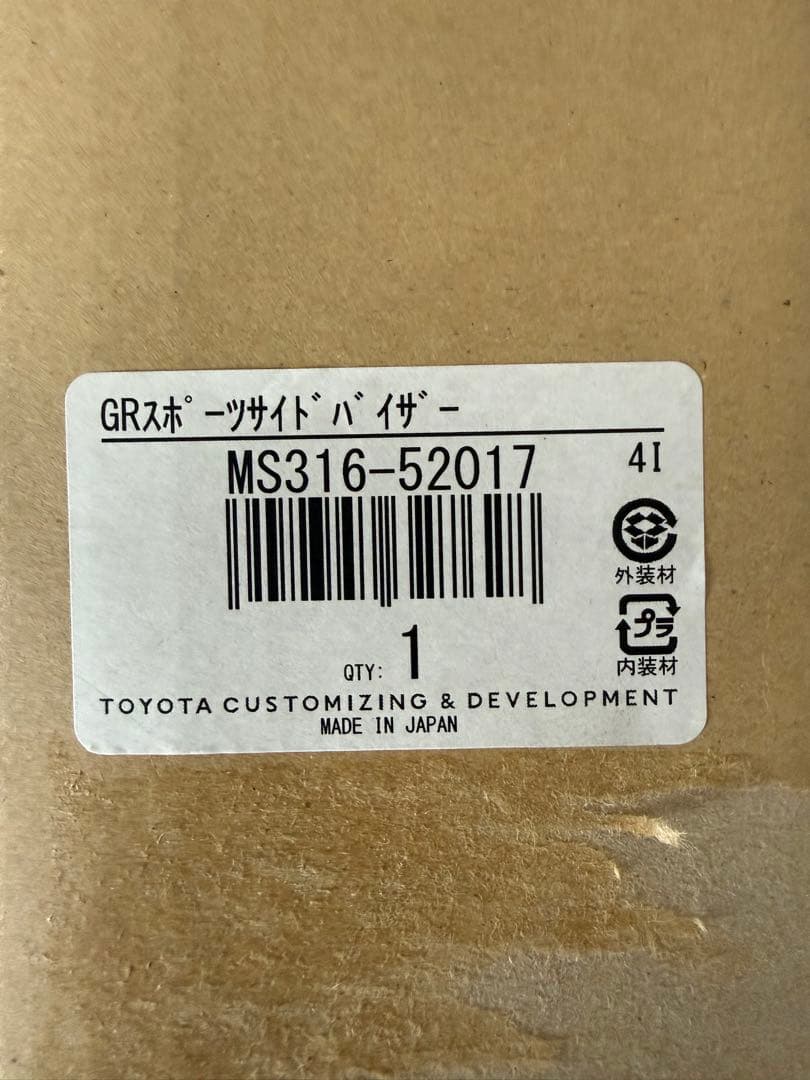 GRｽﾎﾟｰﾂｻｲﾄﾞﾊﾞｲｻﾞｰ
MS316-52017
4I
外装材
プラ
内装材
QTY: 1
TOYOTA CUSTOMIZING & DEVELOPMENT
MADE IN JAPAN